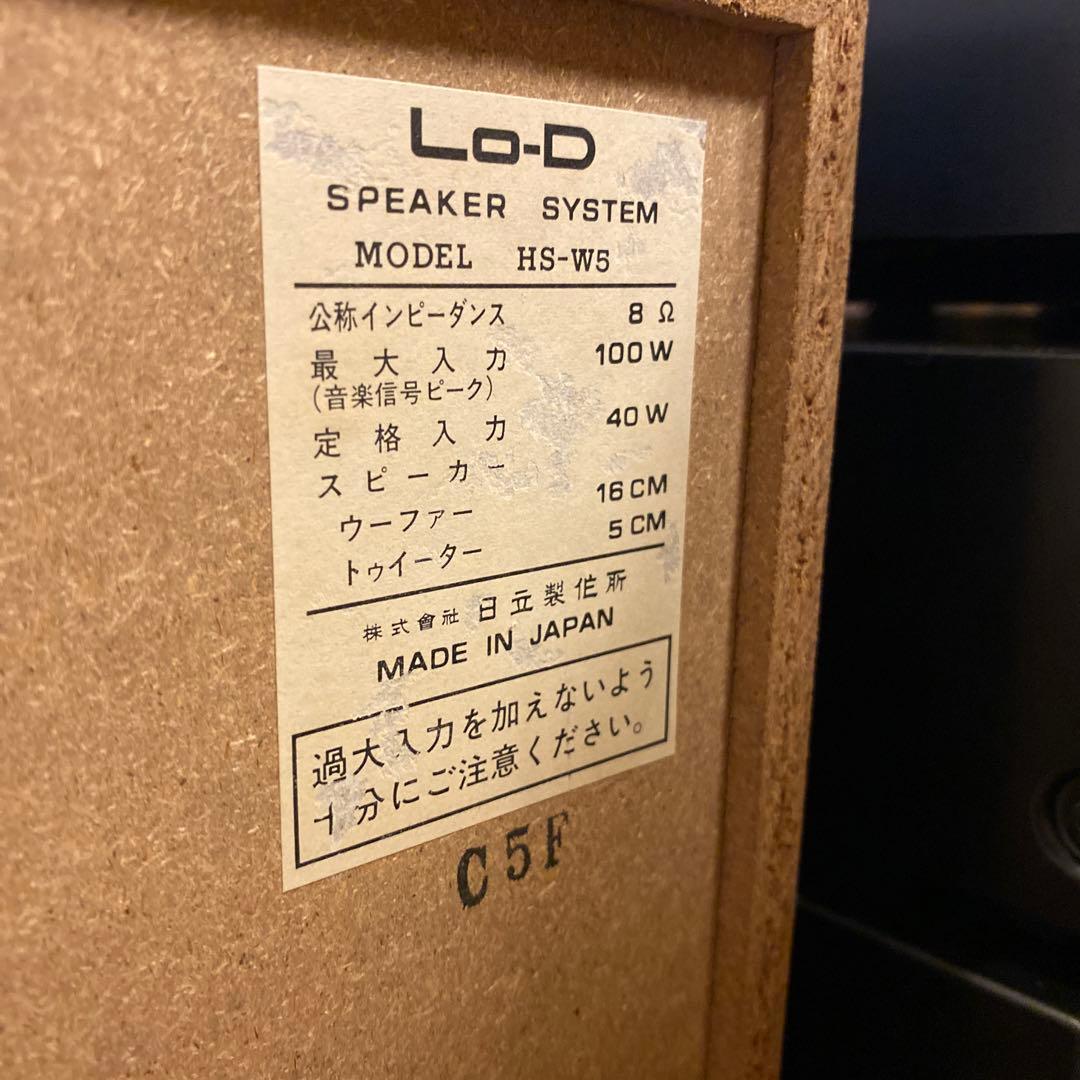 Lo-D
SPEAKER SYSTEM
MODEL HS-W5
公称インピーダンス 8 Ω
最大入力 100 W
(音楽信号ピーク)
定格入力 40 W
スピーカー
ウーファー 16 CM
トゥイーター 5 CM
株式會社 日立製作所
MADE IN JAPAN
過大入力を加えないよう
十分にご注意ください。
C5F